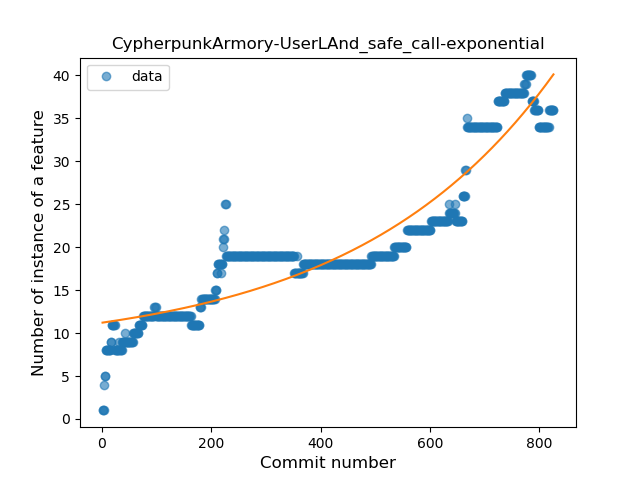 CypherpunkArmory-UserLAnd_safe_call-exponential
data
Number of instance of a feature
40
35
30
25
20
15
10
5
0
0 200 400 600 800
Commit number